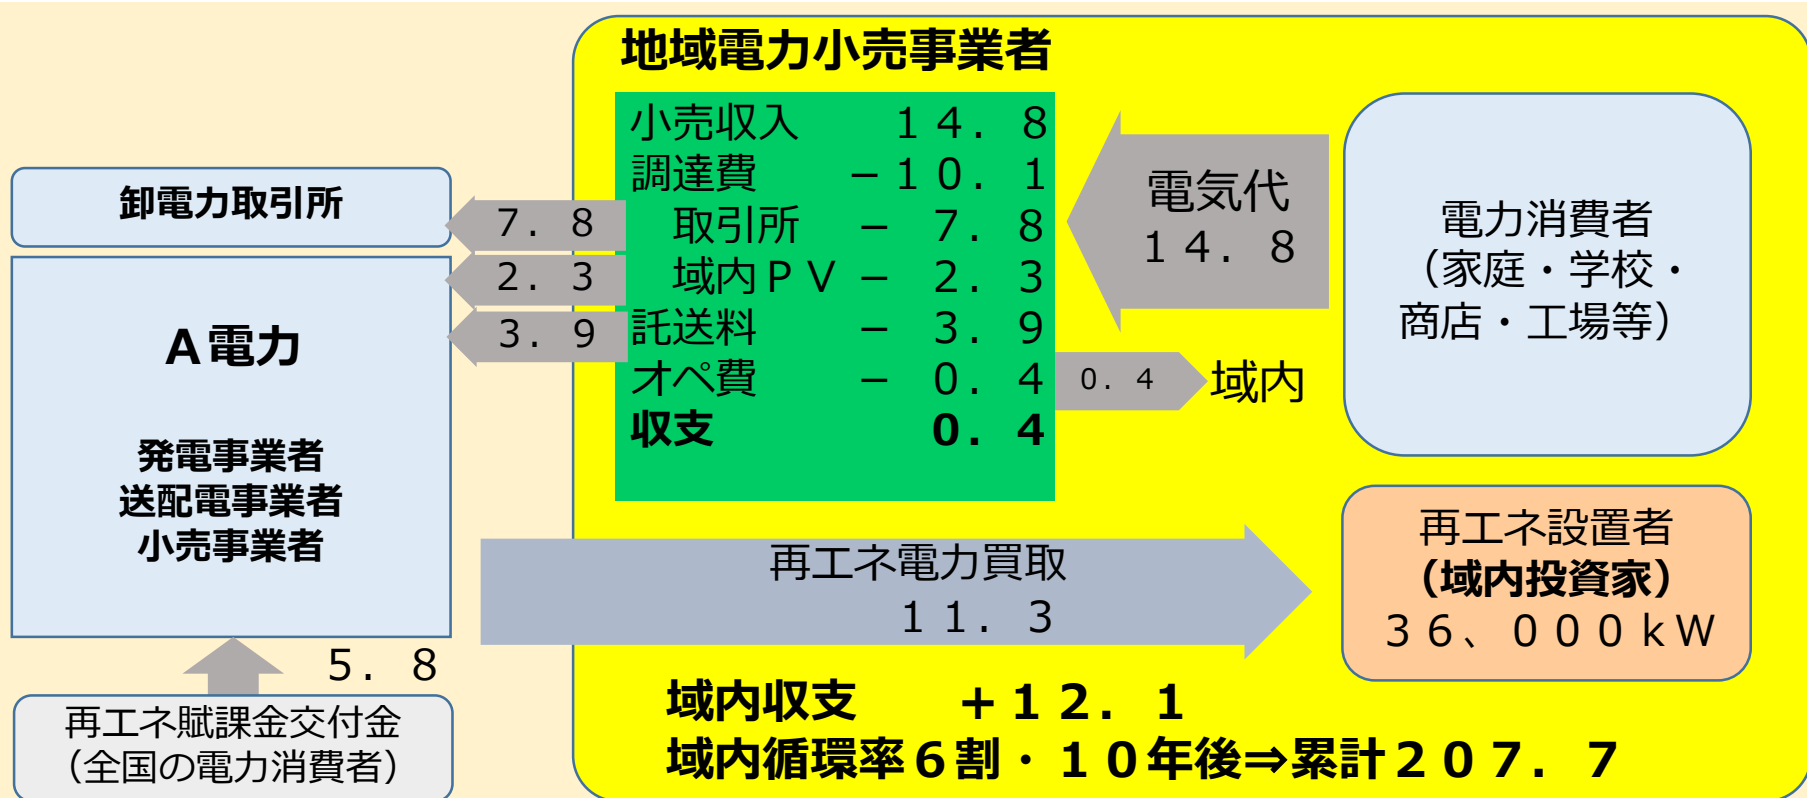 地域電力小売事業者
小売収入　１４．８
調達費　－１０．１
取引所　－　７．８
域内ＰＶ－　２．３
託送料　－　３．９
オペ費　－　０．４
収支　０．４
卸電力取引所
７．８
２．３
３．９
Ａ電力
発電事業者
送配電事業者
小売事業者
５．８
再エネ賦課金交付金
（全国の電力消費者）
電気代
１４．８
０．４
域内
電力消費者
（家庭・学校・
商店・工場等）
再エネ電力買取
１１．３
再エネ設置者
（域内投資家）
３６、０００ｋＷ
域内収支　＋１２．１
域内循環率６割・１０年後⇒累計２０７．７